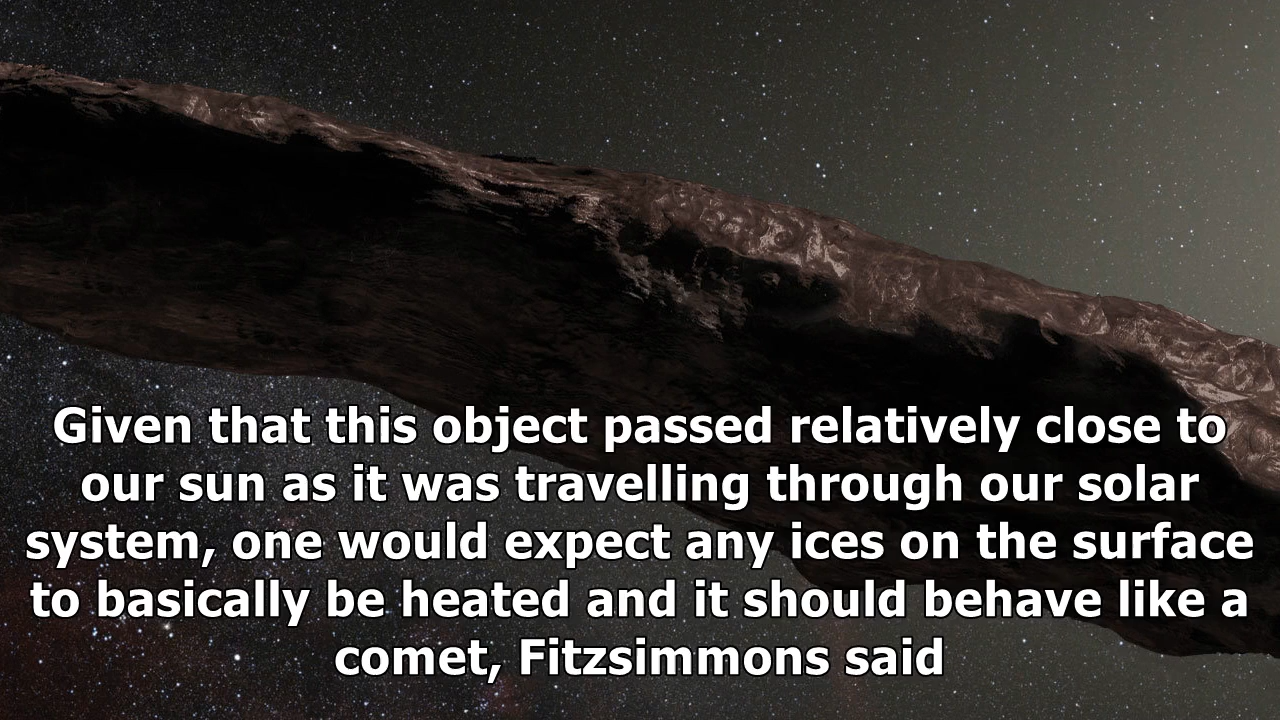 Given that this object passed relatively close to
our sun as it was travelling through our solar
system, one would expect any ices on the surface
to basically be heated and it should behave like a
comet, Fitzsimmons said